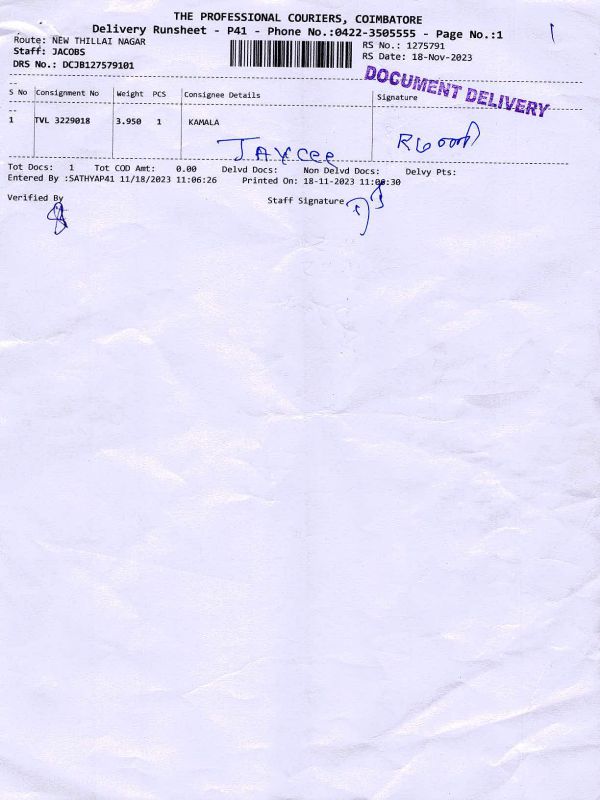 THE PROFESSIONAL COURIERS, COIMBATORE
Delivery Runsheet - P41 - Phone No.:0422-3505555 - Page No.:1
Route: NEW THILLAI NAGAR
RS No.: 1275791
Staff: JACOBS
RS Date: 18-Nov-2023
DRS No.: DCJB127579101
DOCUMENT DELIVERY
S No Consignment No Weight PCS Consignee Details Signature
1 TVL 3229018 3.950 1 KAMALA
Tot Docs: 1 Tot COD Amt: 0.00 Delvd Docs: Non Delvd Docs: Delvy Pts:
Entered By :SATHYAP41 11/18/2023 11:06:26 Printed On: 18-11-2023 11:06:30
Verified By Staff Signature